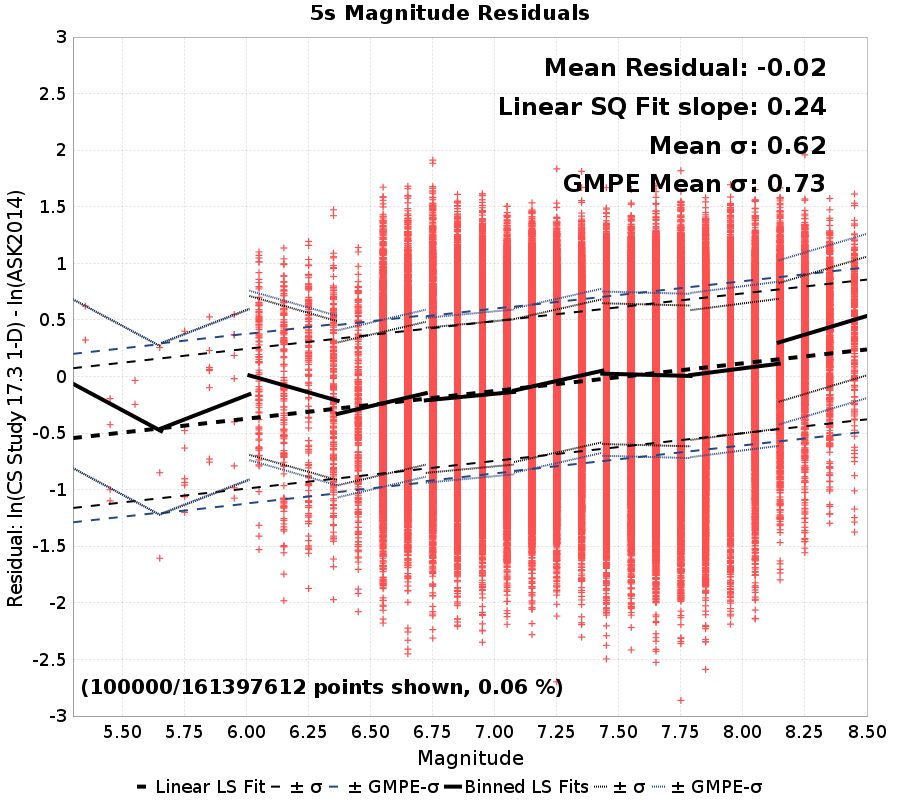 5s Magnitude Residuals
Residual: ln(CS Study 17.3 1-D) - ln(ASK2014)
3
2.5
2
1.5
1
0.5
0
-0.5
-1
-1.5
-2
-2.5
-3
Mean Residual: -0.02
Linear SQ Fit slope: 0.24
Mean σ: 0.62
GMPE Mean σ: 0.73
(100000/161397612 points shown, 0.06 %)
5.50 5.75 6.00 6.25 6.50 6.75 7.00 7.25 7.50 7.75 8.00 8.25 8.50
Magnitude
Linear LS Fit ± σ ± GMPE-σ Binned LS Fits ± σ ± GMPE-σ